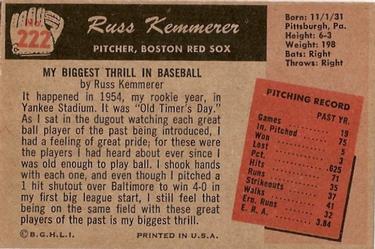 NO.
222
Russ Kemmerer
PITCHER, BOSTON RED SOX
Born: 11/1/31
Pittsburgh, Pa.
Height: 6-3
Weight: 198
Bats: Right
Throws: Right
MY BIGGEST THRILL IN BASEBALL
by Russ Kemmerer
It happened in 1954, my rookie year, in
Yankee Stadium. It was "Old Timer's Day."
As I sat in the dugout watching each great
ball player of the past being introduced, I
had a feeling of great pride; for these were
the players I had heard about ever since I
was old enough to play ball. I shook hands
with each one, and even though I pitched a
1 hit shutout over Baltimore to win 4-0 in
my first big league start, I still feel that
being on the same field with these great
players of the past is my biggest thrill.
©B.G.H.L.I. PRINTED IN U.S.A.
PITCHING RECORD
PAST YR.
Games 19
In. Pitched 75
Won 5
Lost 3
Pct. .625
Hits 71
Runs 37
Strikeouts 37
Walks 41
Ern. Runs 32
E. R. A. 3.84